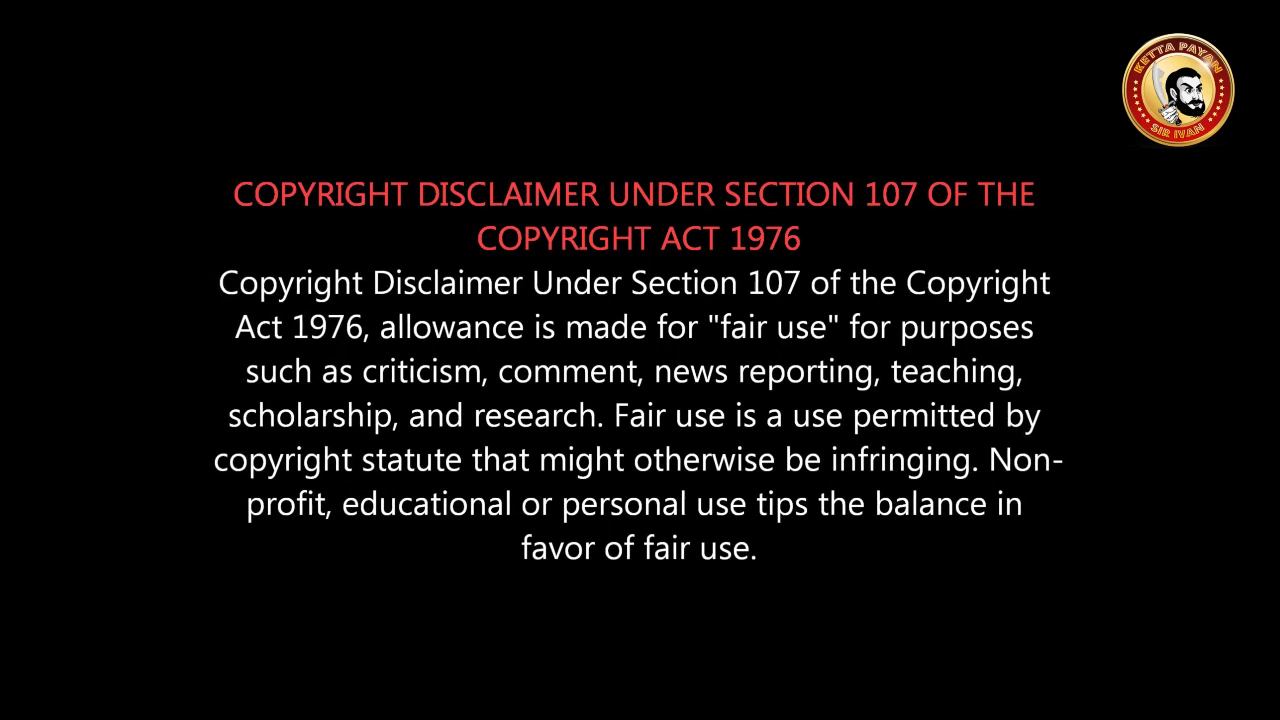 KETTA PAYAN
SIR IVAN
COPYRIGHT DISCLAIMER UNDER SECTION 107 OF THE
COPYRIGHT ACT 1976
Copyright Disclaimer Under Section 107 of the Copyright
Act 1976, allowance is made for "fair use" for purposes
such as criticism, comment, news reporting, teaching,
scholarship, and research. Fair use is a use permitted by
copyright statute that might otherwise be infringing. Non-
profit, educational or personal use tips the balance in
favor of fair use.